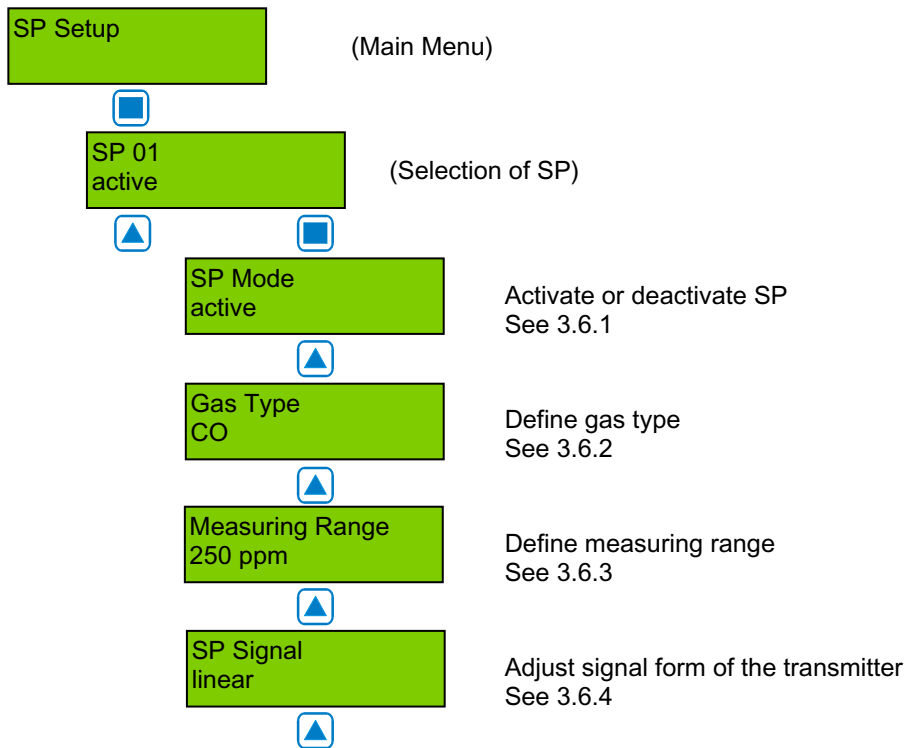 SP Setup
(Main Menu)
SP 01
active
(Selection of SP)
SP Mode
active
Activate or deactivate SP
See 3.6.1
Gas Type
CO
Define gas type
See 3.6.2
Measuring Range
250 ppm
Define measuring range
See 3.6.3
SP Signal
linear
Adjust signal form of the transmitter
See 3.6.4